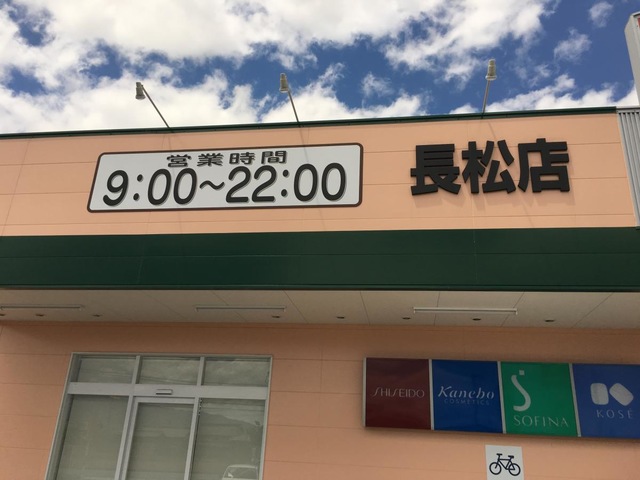 営業時間
9:00～22:00
長松店
SHISEIDO
Kanebo
COSMETICS
SOFINA
KOSÉ